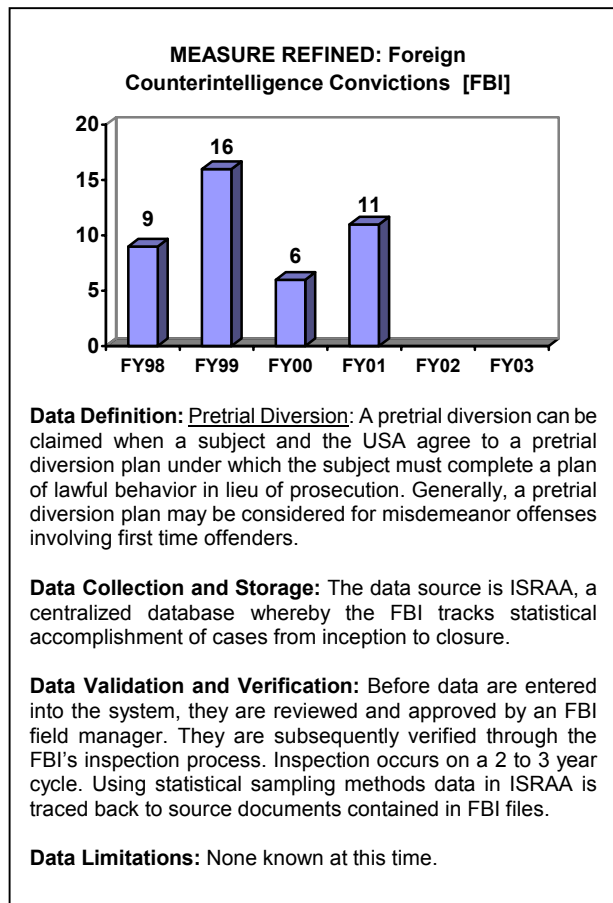 MEASURE REFINED: Foreign
Counterintelligence Convictions [FBI]
20
15
10
5
0
9
16
6
11
FY98 FY99 FY00 FY01 FY02 FY03
Data Definition: Pretrial Diversion: A pretrial diversion can be
claimed when a subject and the USA agree to a pretrial
diversion plan under which the subject must complete a plan
of lawful behavior in lieu of prosecution. Generally, a pretrial
diversion plan may be considered for misdemeanor offenses
involving first time offenders.
Data Collection and Storage: The data source is ISRAA, a
centralized database whereby the FBI tracks statistical
accomplishment of cases from inception to closure.
Data Validation and Verification: Before data are entered
into the system, they are reviewed and approved by an FBI
field manager. They are subsequently verified through the
FBI's inspection process. Inspection occurs on a 2 to 3 year
cycle. Using statistical sampling methods data in ISRAA is
traced back to source documents contained in FBI files.
Data Limitations: None known at this time.